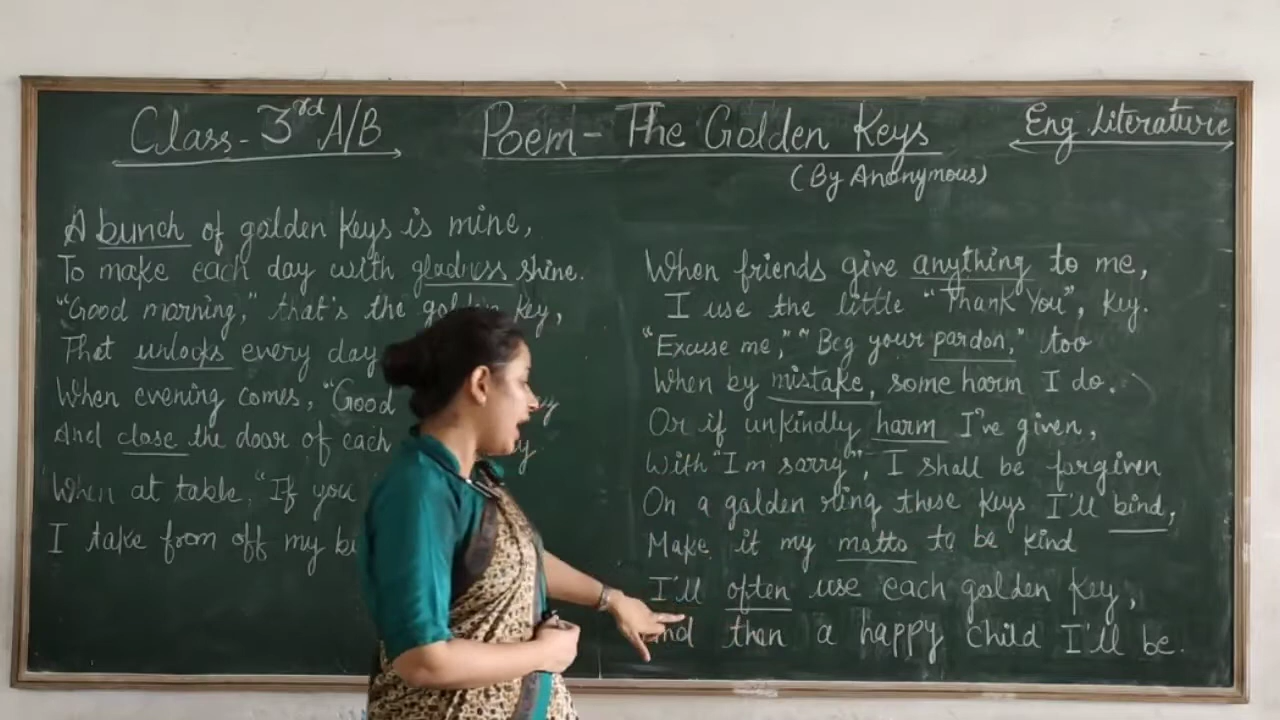 Class - 3rd A/B
Poem - The Golden Keys
Eng Literature
(By Anonymous)
A bunch of golden keys is mine,
To make each day with gladness shine.
"Good morning," that's the golden key,
That unlocks every day
When evening comes, "Good
And close the door of each
When at table, "If you
I take from off my
When friends give anything to me,
I use the little "Thank You", key.
"Excuse me," "Beg your pardon," too
When by mistake, some harm I do.
Or if unkindly harm I've given,
With "I'm sorry", I shall be forgiven
On a golden ring these keys I'll bind,
Make it my motto to be kind
I'll often use each golden key,
And then a happy child I'll be.